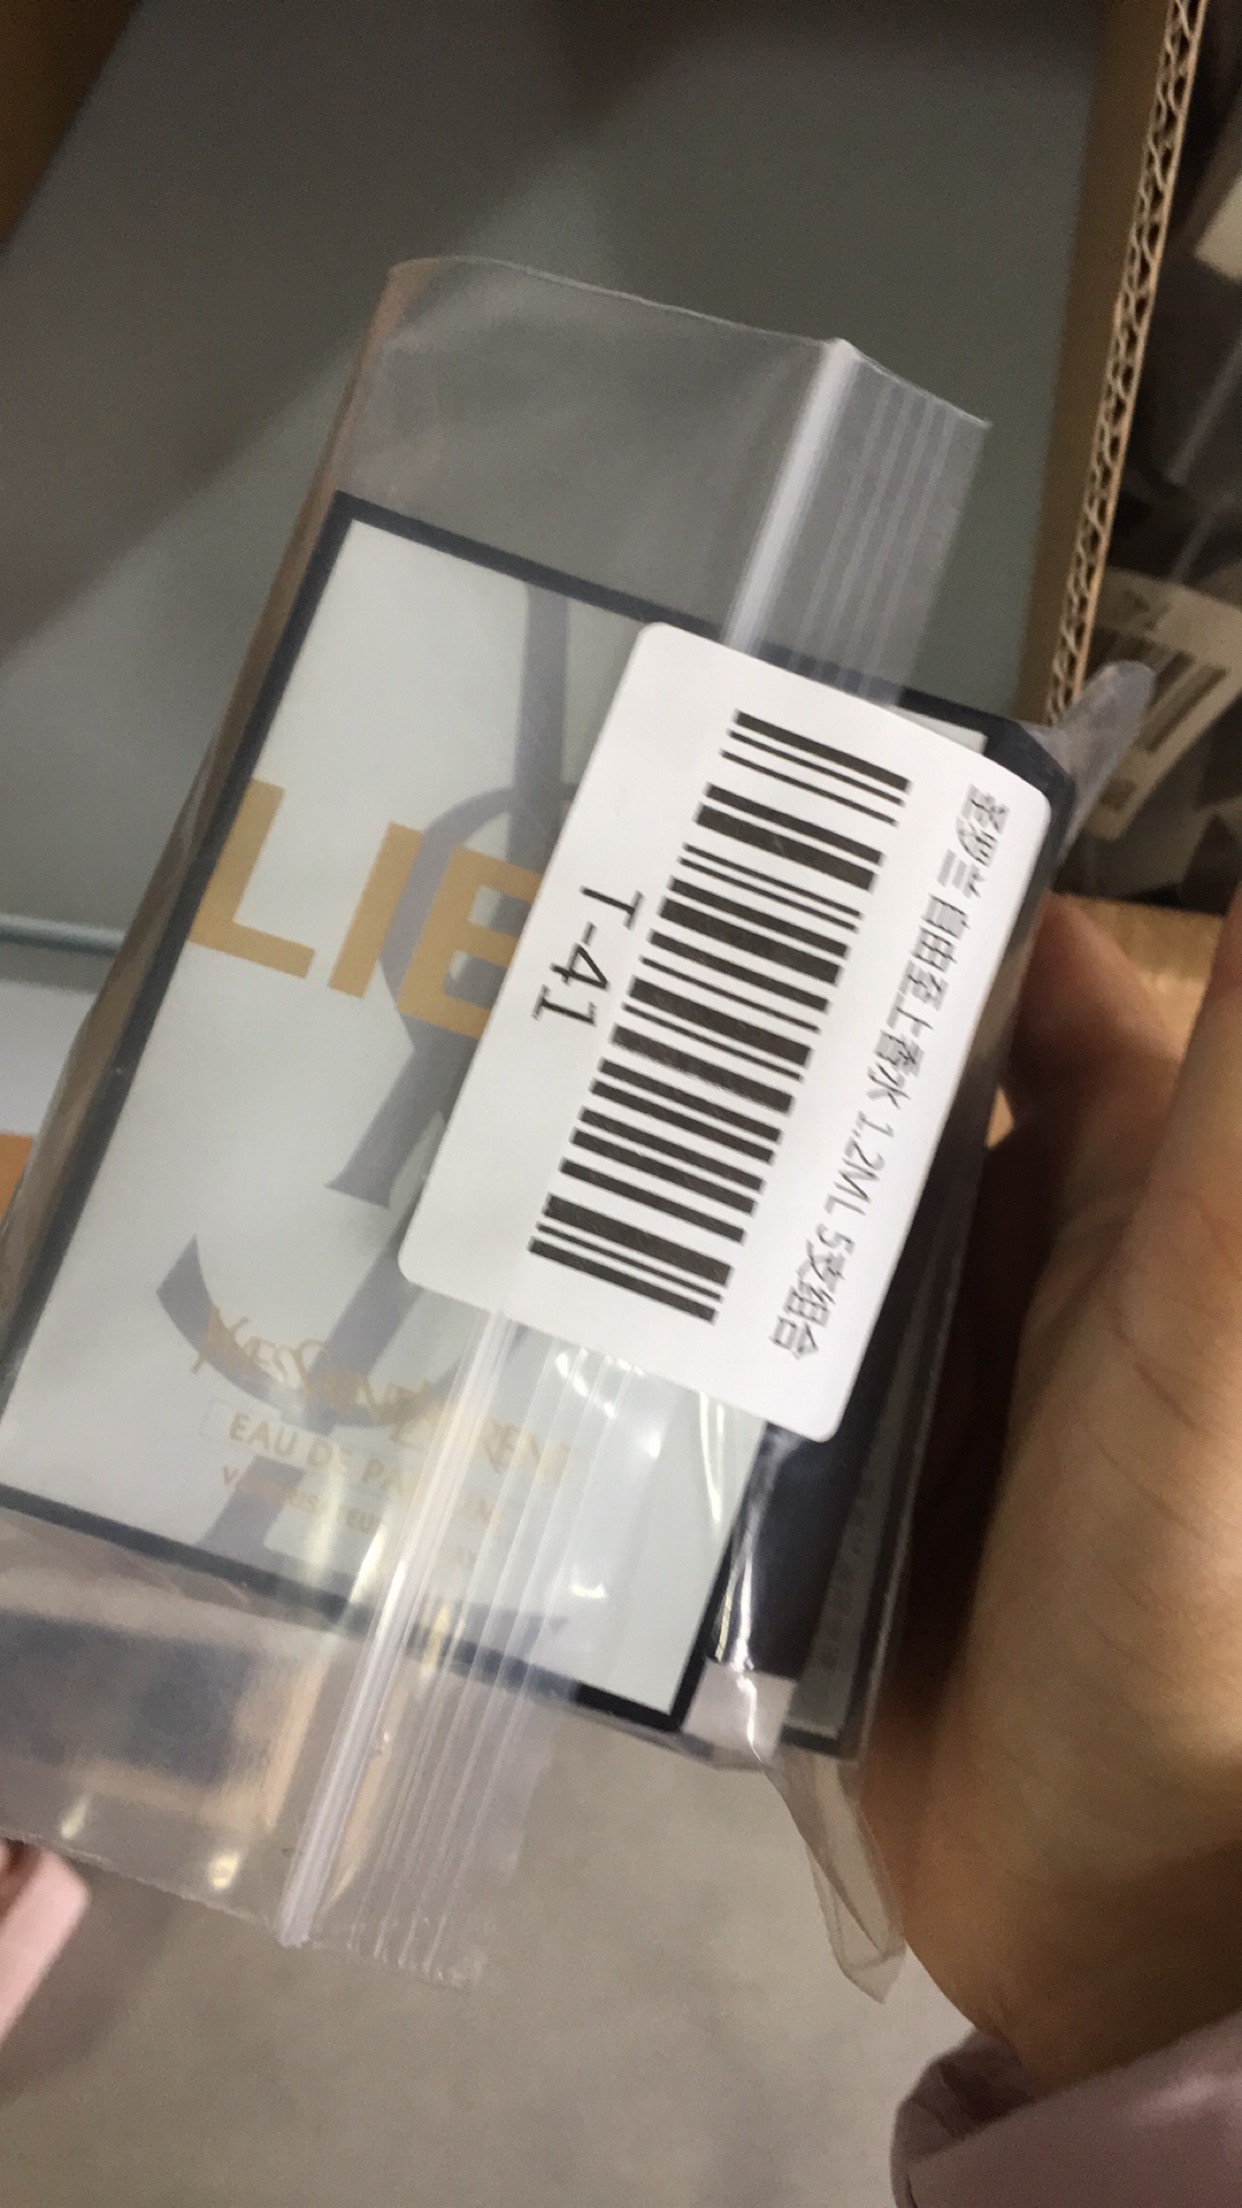 圣罗兰 自由至上香水 1.2ML 5支组合
T-41
LIB
YVESSAINTLAURENT
EAU DE PARFUM